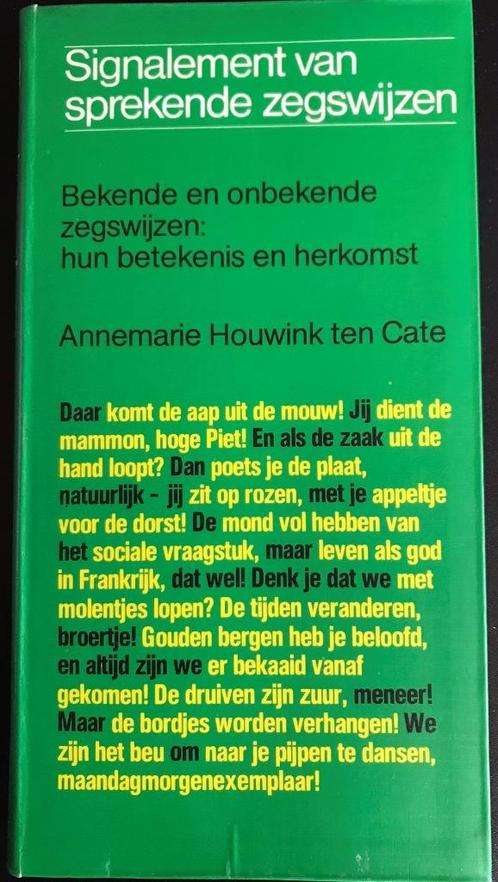 Signalement van
sprekende zegswijzen
Bekende en onbekende
zegswijzen:
hun betekenis en herkomst
Annemarie Houwink ten Cate
Daar komt de aap uit de mouw! Jij dient de
mammon, hoge Piet! En als de zaak uit de
hand loopt? Dan poets je de plaat,
natuurlijk - jij zit op rozen, met je appeltje
voor de dorst! De mond vol hebben van
het sociale vraagstuk, maar leven als god
in Frankrijk, dat wel! Denk je dat we met
molentjes lopen? De tijden veranderen,
broertje! Gouden bergen heb je beloofd,
en altijd zijn we er bekaaid vanaf
gekomen! De druiven zijn zuur, meneer!
Maar de bordjes worden verhangen! We
zijn het beu om naar je pijpen te dansen,
maandagmorgenexemplaar!